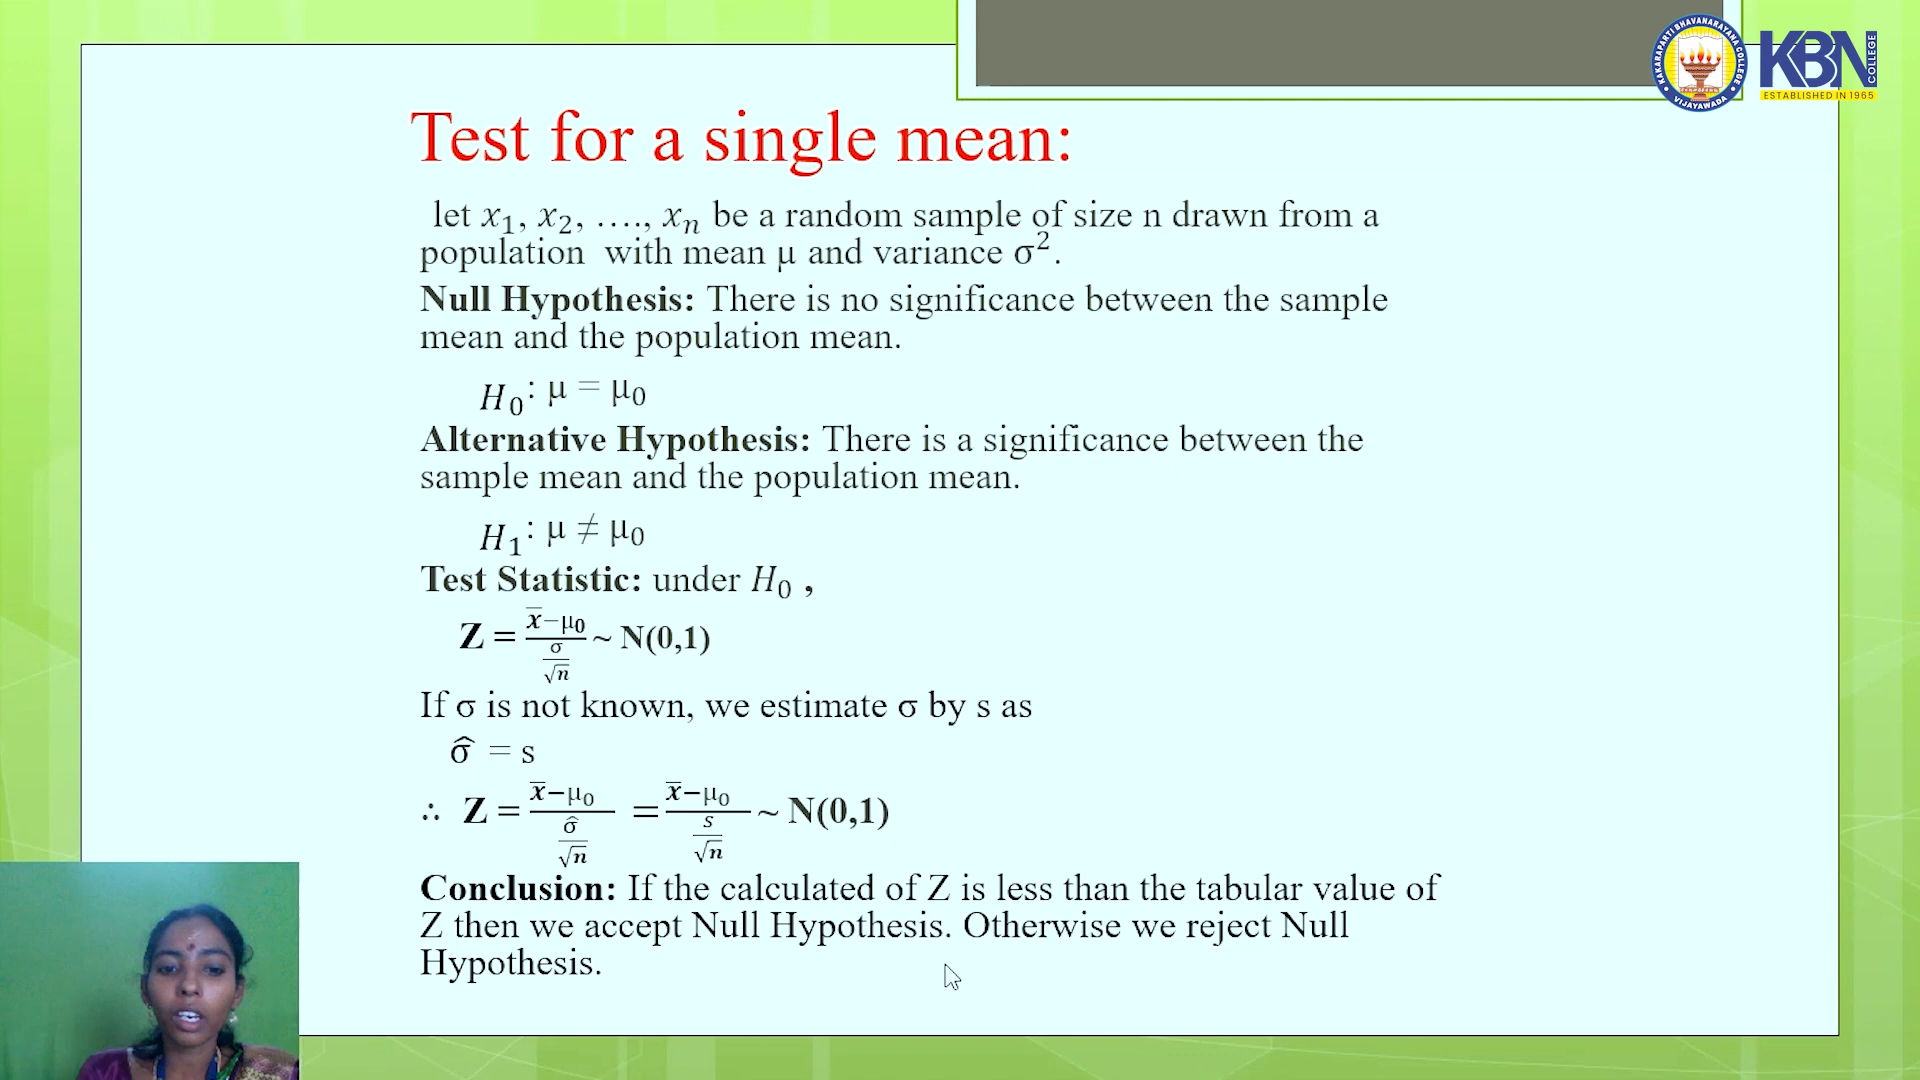 KAKARAPARTI BHAVANARAYANA COLLEGE
VIJAYAWADA
KBN
COLLEGE
ESTABLISHED IN 1965
Test for a single mean:
let x₁, x₂, …., xₙ be a random sample of size n drawn from a
population with mean μ and variance σ².
Null Hypothesis: There is no significance between the sample
mean and the population mean.
H₀: μ = μ₀
Alternative Hypothesis: There is a significance between the
sample mean and the population mean.
H₁: μ ≠ μ₀
Test Statistic: under H₀ ,
Z = (x̄−μ₀)/(σ/√n) ~ N(0,1)
If σ is not known, we estimate σ by s as
σ̂ = s
∴ Z = (x̄−μ₀)/(σ̂/√n) = (x̄−μ₀)/(s/√n) ~ N(0,1)
Conclusion: If the calculated of Z is less than the tabular value of
Z then we accept Null Hypothesis. Otherwise we reject Null
Hypothesis.